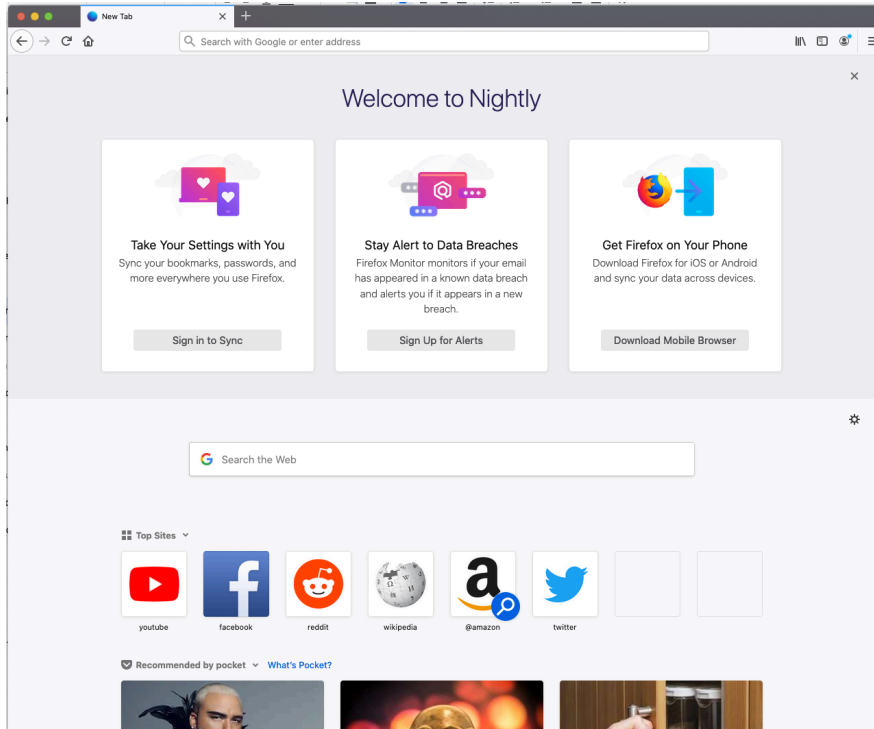 New Tab
Search with Google or enter address
Welcome to Nightly
Take Your Settings with You
Sync your bookmarks, passwords, and
more everywhere you use Firefox.
Sign in to Sync
Stay Alert to Data Breaches
Firefox Monitor monitors if your email
has appeared in a known data breach
and alerts you if it appears in a new
breach.
Sign Up for Alerts
Get Firefox on Your Phone
Download Firefox for iOS or Android
and sync your data across devices.
Download Mobile Browser
Search the Web
Top Sites
youtube
facebook
reddit
wikipedia
@amazon
twitter
Recommended by pocket What's Pocket?